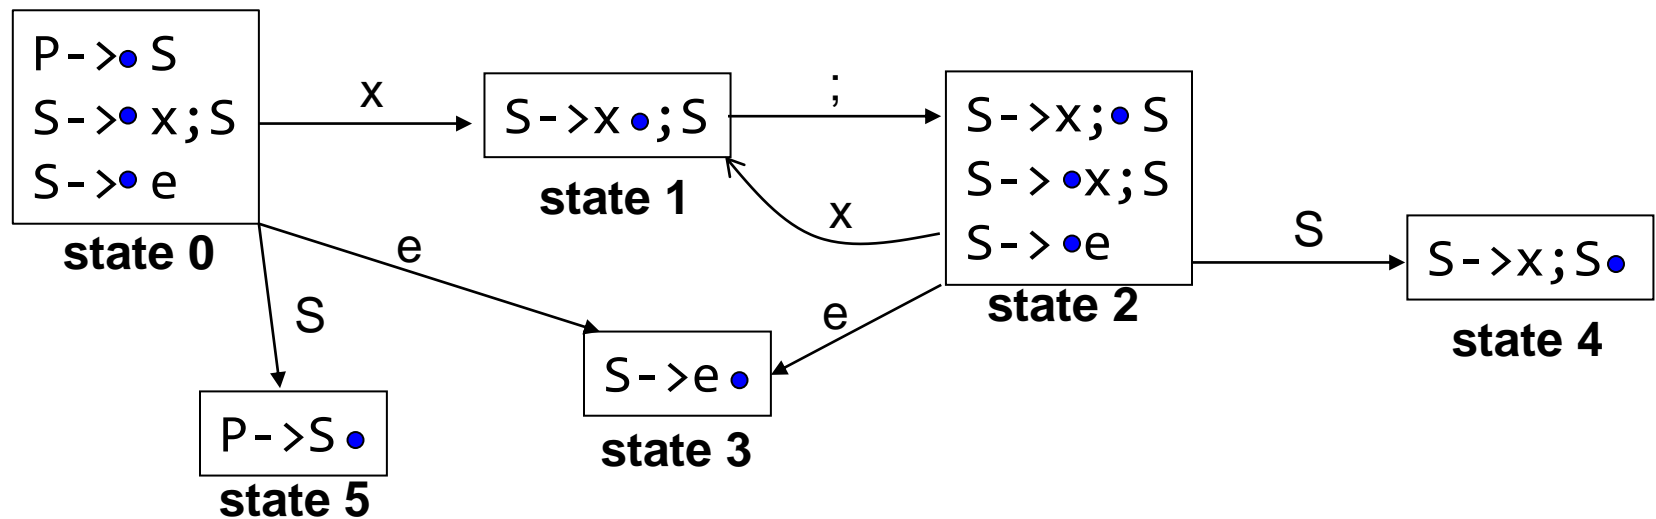 P->• S
S->• x;S
S->• e
state 0
x
S->x •;S
state 1
;
S->x;• S
S-> •x;S
S-> •e
state 2
x
e
e
S
S
S->x;S•
state 4
S->e •
state 3
P->S •
state 5